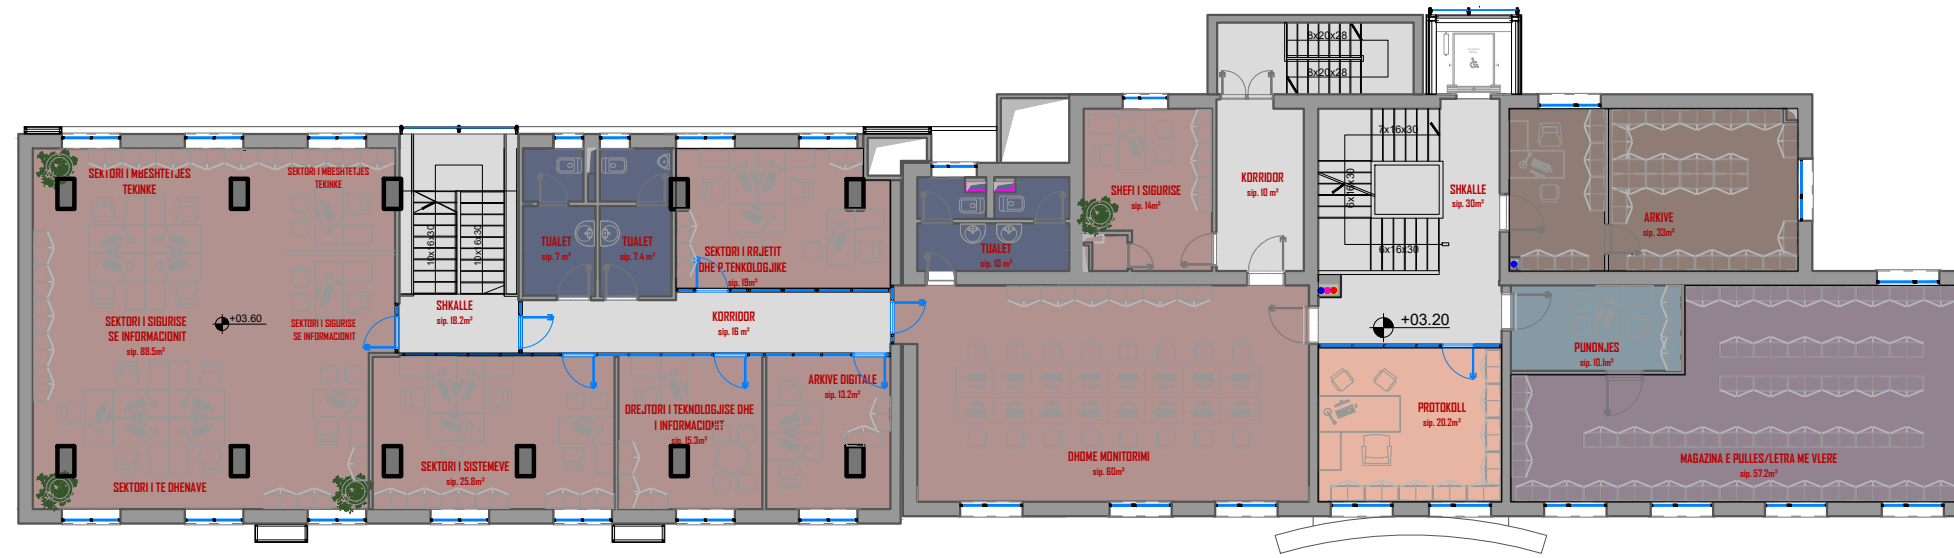 8x20x28
8x20x28
SEKTORI I MBESHTETJES
TEKINKE
SEKTORI I MBESHTETJES
TEKINKE
10x16x30
10x16x30
TUALET
sip. 7 m²
TUALET
sip. 7.4 m²
SEKTORI I RRJETIT
DHE P.TENKOLOGJIKE
sip. 19m²
TUALET
sip. 10 m²
SHEFI I SIGURISE
sip. 14m²
KORRIDOR
sip. 10 m²
7x16x30
6x16x30
6x16x30
SHKALLE
sip. 30m²
ARKIVE
sip. 33m²
SEKTORI I SIGURISE
SE INFORMACIONIT
sip. 88.5m²
+03.60
SEKTORI I SIGURISE
SE INFORMACIONIT
SHKALLE
sip. 18.2m²
KORRIDOR
sip. 16 m²
+03.20
PUNONJES
sip. 10.1m²
ARKIVE DIGITALE
sip. 13.2m²
DREJTORI I TEKNOLOGJISE DHE
I INFORMACIONIT
sip. 15.3m²
PROTOKOLL
sip. 20.2m²
SEKTORI I TE DHENAVE
SEKTORI I SISTEMEVE
sip. 25.8m²
DHOME MONITORIMI
sip. 60m²
MAGAZINA E PULLES/LETRA ME VLERE
sip. 57.2m²